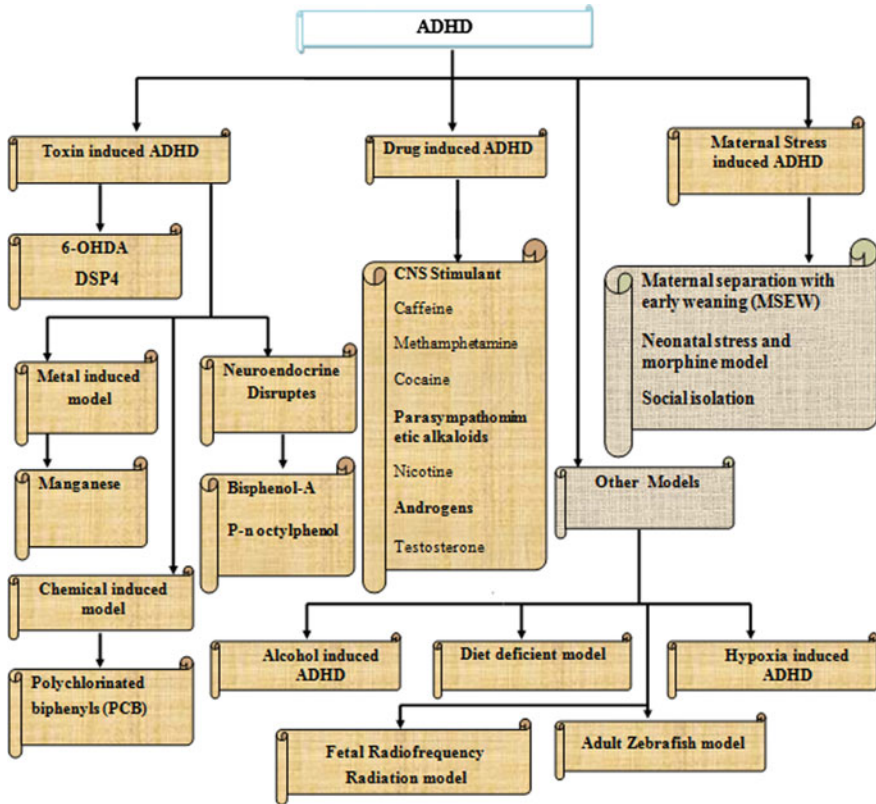 ADHD
Toxin induced ADHD
Drug induced ADHD
Maternal Stress
induced ADHD
6-OHDA
DSP4
CNS Stimulant
Caffeine
Methamphetamine
Cocaine
Parasympathomim
etic alkaloids
Nicotine
Androgens
Testosterone
Maternal separation with
early weaning (MSEW)
Neonatal stress and
morphine model
Social isolation
Metal induced
model
Neuroendocrine
Disruptes
Manganese
Bisphenol-A
P-n octylphenol
Other Models
Chemical induced
model
Polychlorinated
biphenyls (PCB)
Alcohol induced
ADHD
Diet deficient model
Hypoxia induced
ADHD
Fetal Radiofrequency
Radiation model
Adult Zebrafish model